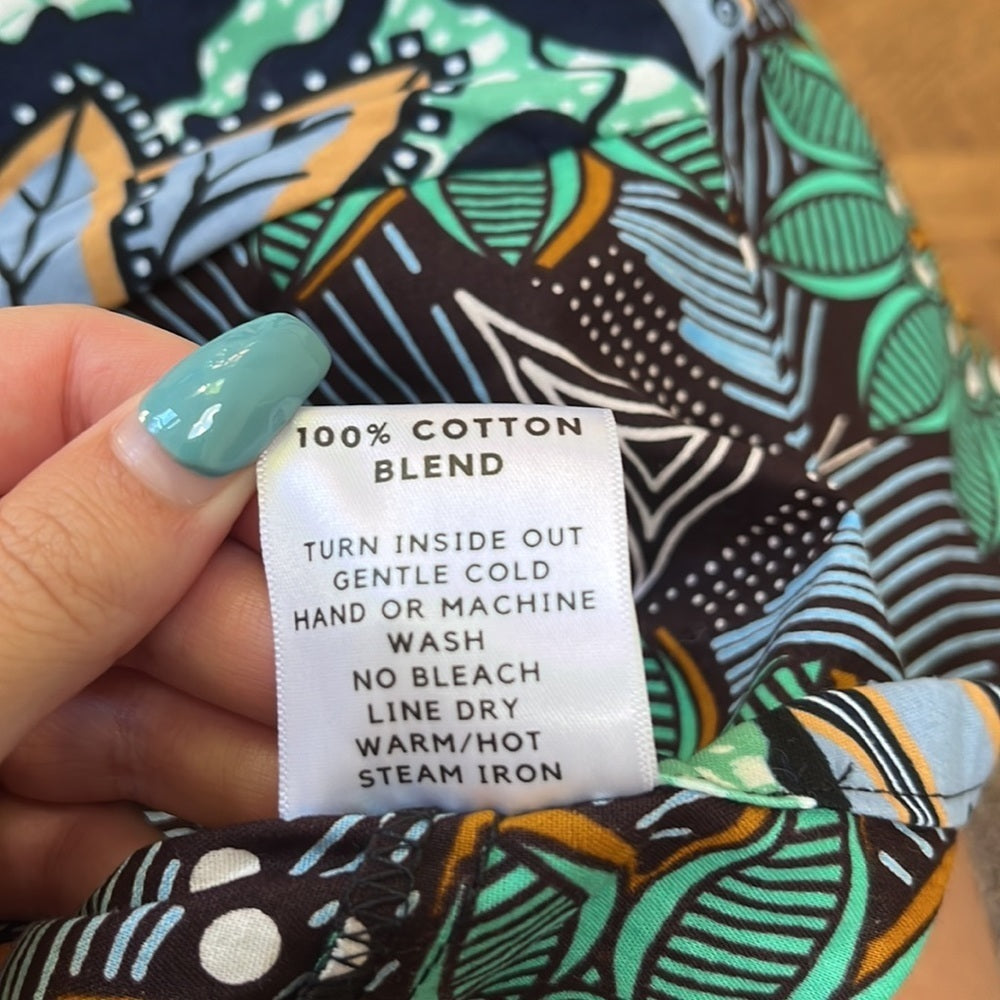 100% COTTON
BLEND
TURN INSIDE OUT
GENTLE COLD
HAND OR MACHINE
WASH
NO BLEACH
LINE DRY
WARM/HOT
STEAM IRON